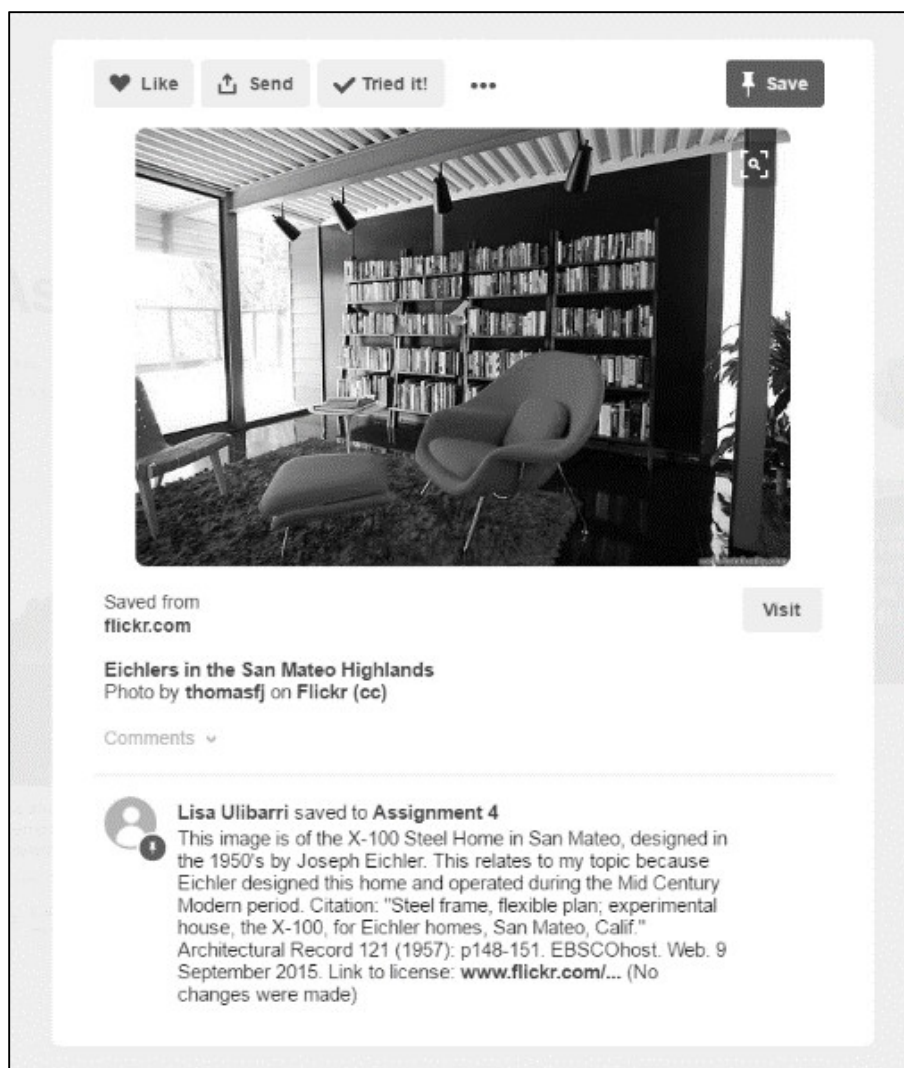 Like Send Tried it! ••• Save
Saved from
flickr.com
Visit
Eichlers in the San Mateo Highlands
Photo by thomasfj on Flickr (cc)
Comments
Lisa Ulibarri saved to Assignment 4
This image is of the X-100 Steel Home in San Mateo, designed in
the 1950's by Joseph Eichler. This relates to my topic because
Eichler designed this home and operated during the Mid Century
Modern period. Citation: "Steel frame, flexible plan; experimental
house, the X-100, for Eichler homes, San Mateo, Calif."
Architectural Record 121 (1957): p148-151. EBSCOhost. Web. 9
September 2015. Link to license: www.flickr.com/... (No
changes were made)